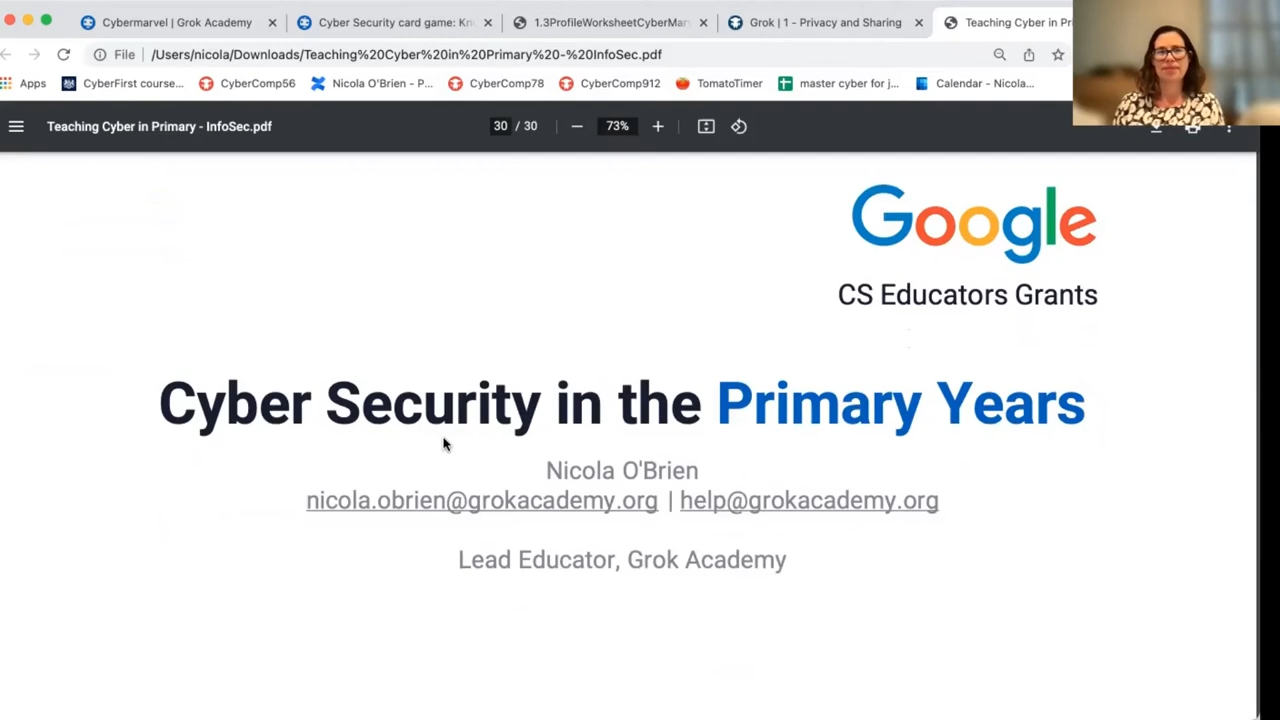 Cybermarvel | Grok Academy
Cyber Security card game: Kn
1.3ProfileWorksheetCyberMar
Grok | 1 - Privacy and Sharing
Teaching Cyber in Pr
File
/Users/nicola/Downloads/Teaching%20Cyber%20in%20Primary%20-%20InfoSec.pdf
Apps
CyberFirst course...
CyberComp56
Nicola O'Brien - P...
CyberComp78
CyberComp912
TomatoTimer
master cyber for j...
Calendar - Nicola...
Teaching Cyber in Primary - InfoSec.pdf
30 / 30
73%
Google
CS Educators Grants
Cyber Security in the Primary Years
Nicola O'Brien
nicola.obrien@grokacademy.org | help@grokacademy.org
Lead Educator, Grok Academy